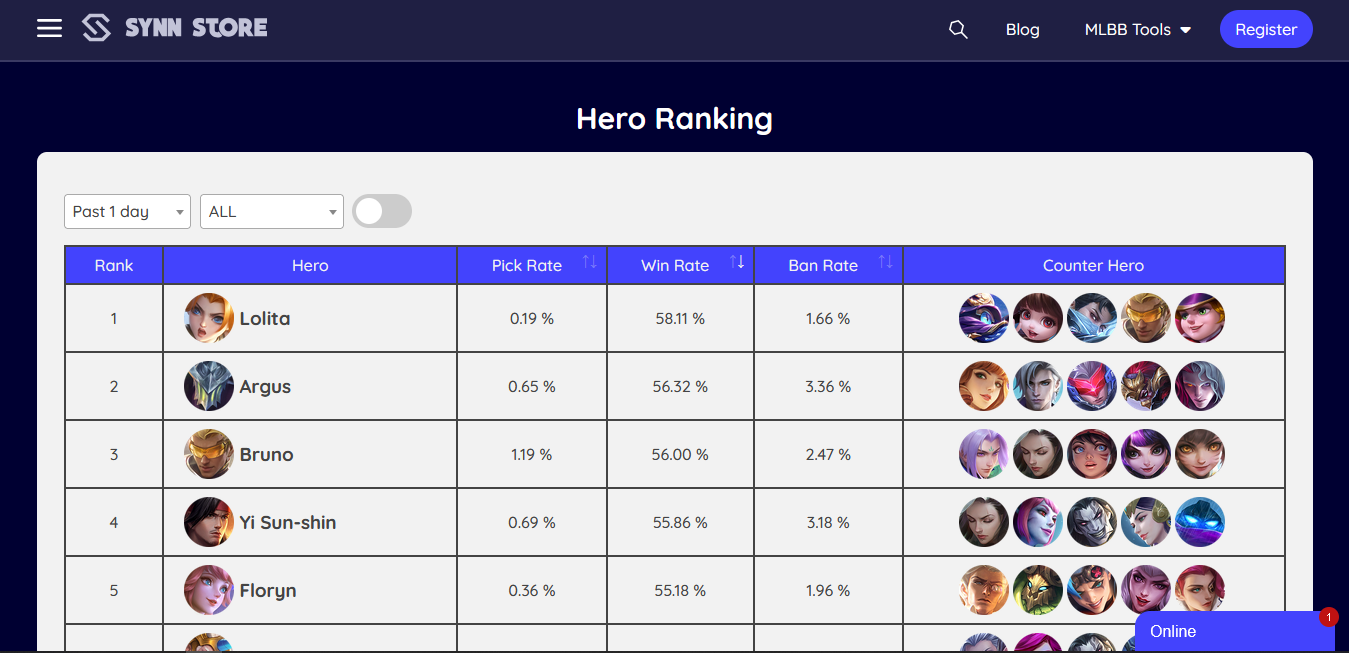 SYNN STORE
Blog
MLBB Tools
Register
Hero Ranking
Past 1 day
ALL
Rank Hero Pick Rate Win Rate Ban Rate Counter Hero
1 Lolita 0.19 % 58.11 % 1.66 %
2 Argus 0.65 % 56.32 % 3.36 %
3 Bruno 1.19 % 56.00 % 2.47 %
4 Yi Sun-shin 0.69 % 55.86 % 3.18 %
5 Floryn 0.36 % 55.18 % 1.96 %
1
Online